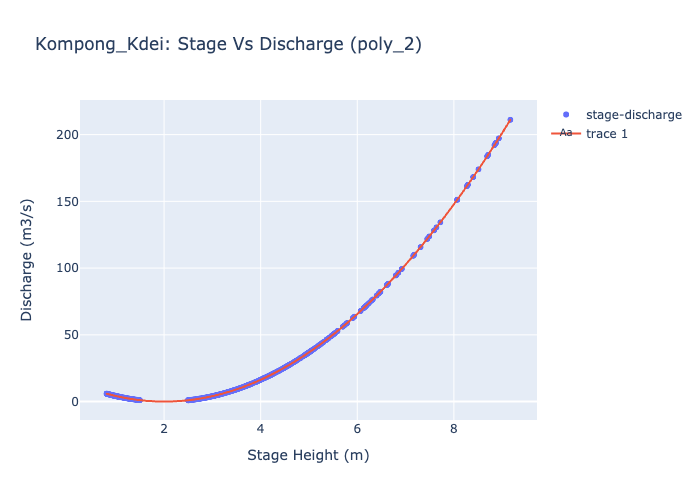 Kompong_Kdei: Stage Vs Discharge (poly_2)
stage-discharge
Aa trace 1
200
150
100
50
0
2 4 6 8
Discharge (m3/s)
Stage Height (m)